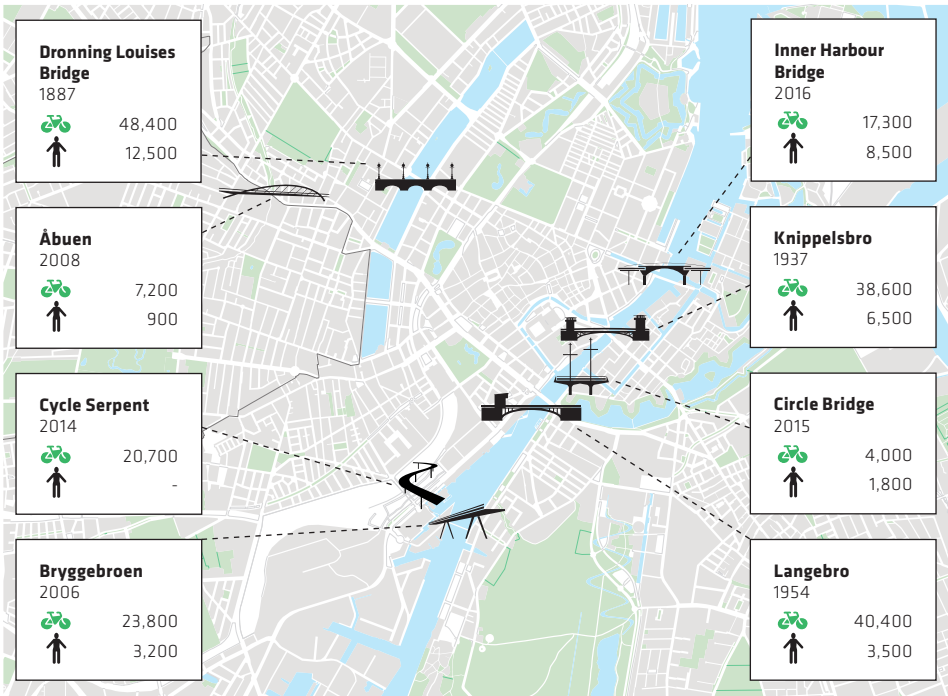 Dronning Louises
Bridge
1887
48,400
12,500
Åbuen
2008
7,200
900
Cycle Serpent
2014
20,700
-
Bryggebroen
2006
23,800
3,200
Inner Harbour
Bridge
2016
17,300
8,500
Knippelsbro
1937
38,600
6,500
Circle Bridge
2015
4,000
1,800
Langebro
1954
40,400
3,500